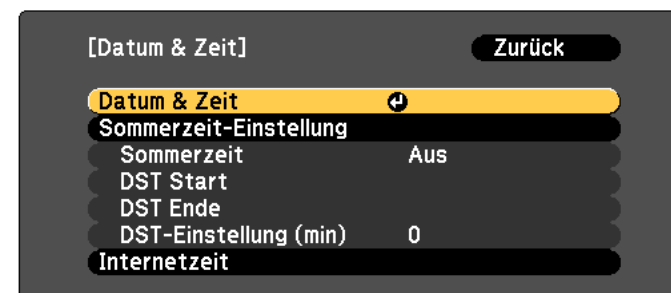 [Datum & Zeit] Zurück
Datum & Zeit
Sommerzeit-Einstellung
Sommerzeit Aus
DST Start
DST Ende
DST-Einstellung (min) 0
Internetzeit